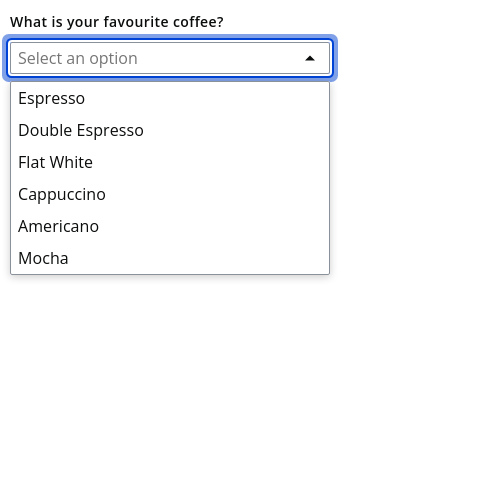 What is your favourite coffee?
Select an option
Espresso
Double Espresso
Flat White
Cappuccino
Americano
Mocha